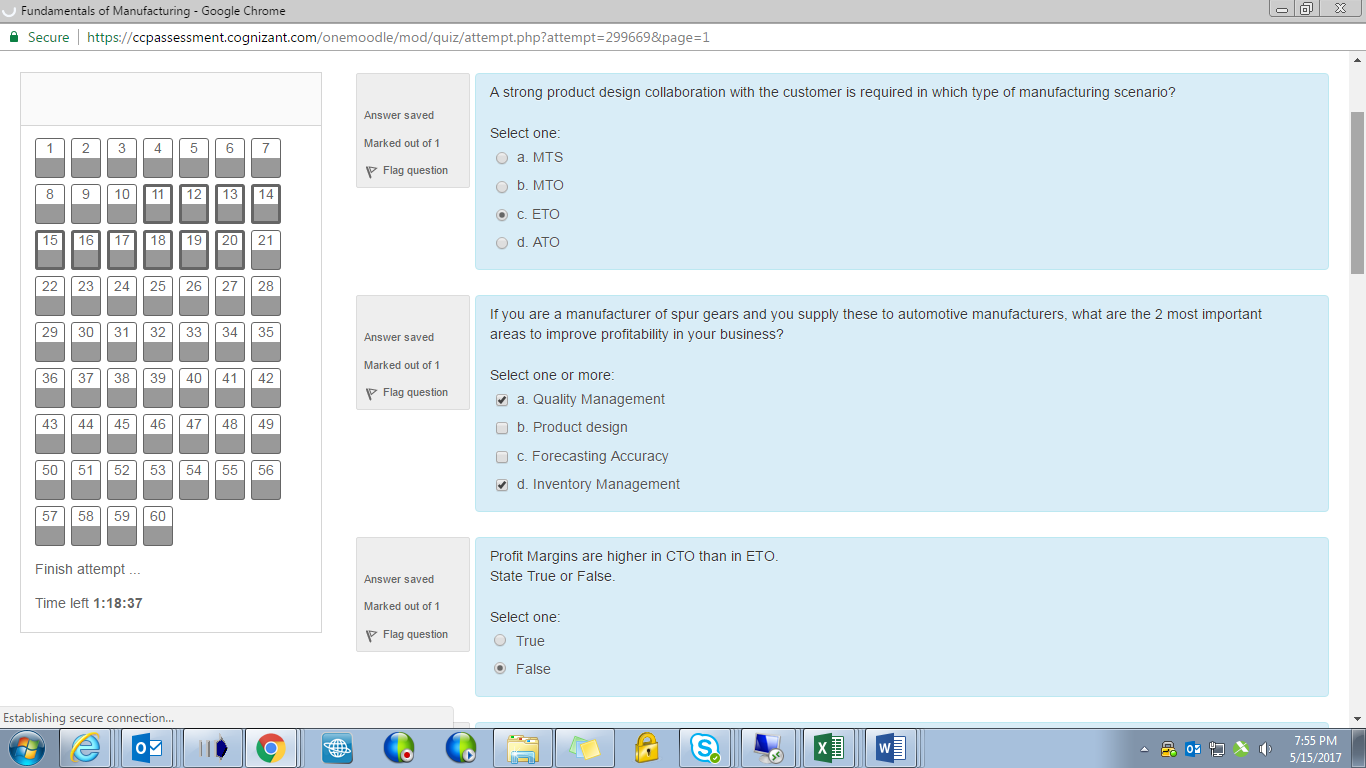 Fundamentals of Manufacturing - Google Chrome
Secure | https://ccpassessment.cognizant.com/onemoodle/mod/quiz/attempt.php?attempt=299669&page=1
1 2 3 4 5 6 7
8 9 10 11 12 13 14
15 16 17 18 19 20 21
22 23 24 25 26 27 28
29 30 31 32 33 34 35
36 37 38 39 40 41 42
43 44 45 46 47 48 49
50 51 52 53 54 55 56
57 58 59 60
Finish attempt ...
Time left 1:18:37
Answer saved
Marked out of 1
Flag question
A strong product design collaboration with the customer is required in which type of manufacturing scenario?
Select one:
a. MTS
b. MTO
c. ETO
d. ATO
Answer saved
Marked out of 1
Flag question
If you are a manufacturer of spur gears and you supply these to automotive manufacturers, what are the 2 most important
areas to improve profitability in your business?
Select one or more:
a. Quality Management
b. Product design
c. Forecasting Accuracy
d. Inventory Management
Answer saved
Marked out of 1
Flag question
Profit Margins are higher in CTO than in ETO.
State True or False.
Select one:
True
False
Establishing secure connection...
7:55 PM
5/15/2017